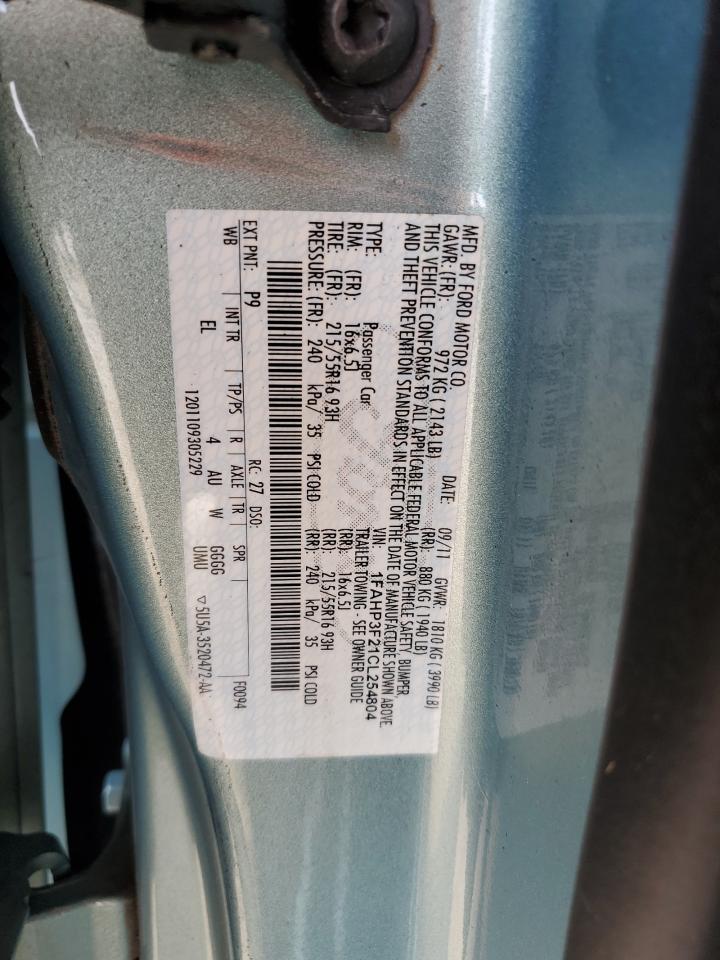 MFD. BY FORD MOTOR CO.
DATE: 09/11 GVWR: 1810 KG ( 3990 LB)
GAWR: (FR): 972 KG ( 2143 LB) (RR): 880 KG ( 1940 LB)
THIS VEHICLE CONFORMS TO ALL APPLICABLE FEDERAL MOTOR VEHICLE SAFETY, BUMPER,
AND THEFT PREVENTION STANDARDS IN EFFECT ON THE DATE OF MANUFACTURE SHOWN ABOVE.
VIN: 1FAHP3F21CL254804
TYPE: Passenger Car TRAILER TOWING - SEE OWNER GUIDE
RIM: (FR): 16x6.5J (RR): 16x6.5J
TIRE: (FR): 215/55R16 93H (RR): 215/55R16 93H
PRESSURE: (FR): 240 kPa/ 35 PSI COLD (RR): 240 kPa/ 35 PSI COLD
EXT PNT: P9 RC: 27 DSO: F0094
WB INT TR TP/PS R AXLE TR SPR
EL 4 AU W GGGG
1201109305229 UMU ▽5U5A-3520472-AA